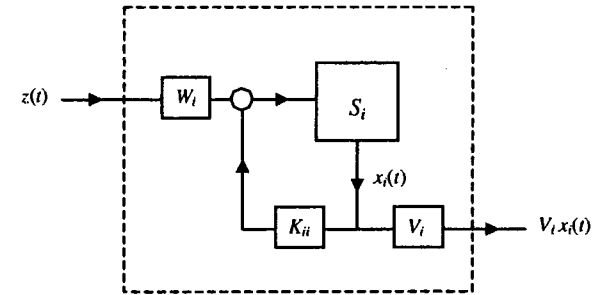 z(t)
W_i
S_i
x_i(t)
K_ii
V_i
V_i x_i(t)